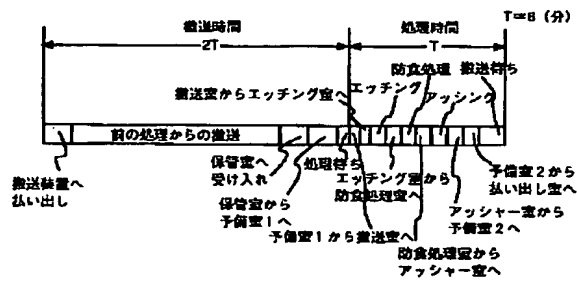 T=6（分）
搬送時間
2T
処理時間
T
防食処理
搬送待ち
搬送室からエッチング室へ
エッチング
アッシング
前の処理からの搬送
搬送装置へ
払い出し
保管室へ
受け入れ
処理待ち
保管室から
予備室1へ
予備室1から搬送室へ
エッチング室から
防食処理室へ
防食処理室から
アッシャー室へ
アッシャー室から
予備室2へ
予備室2から
払い出し室へ